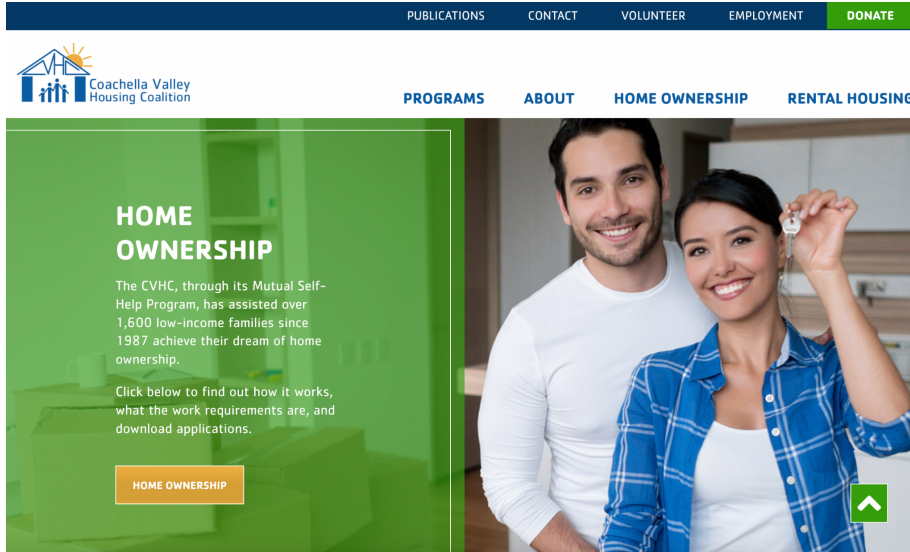 PUBLICATIONS CONTACT VOLUNTEER EMPLOYMENT DONATE
CVHC
Coachella Valley
Housing Coalition
PROGRAMS ABOUT HOME OWNERSHIP RENTAL HOUSING
HOME
OWNERSHIP
The CVHC, through its Mutual Self-
Help Program, has assisted over
1,600 low-income families since
1987 achieve their dream of home
ownership.
Click below to find out how it works,
what the work requirements are, and
download applications.
HOME OWNERSHIP